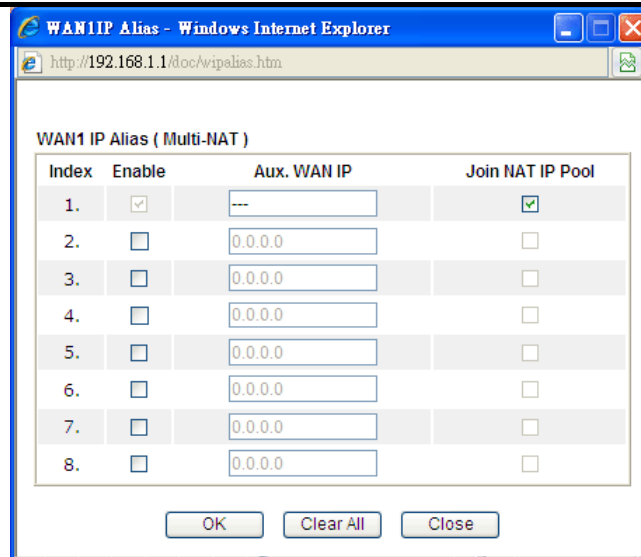 WAN1IP Alias - Windows Internet Explorer
http://192.168.1.1/doc/wipalias.htm
WAN1 IP Alias ( Multi-NAT )
Index Enable Aux. WAN IP Join NAT IP Pool
1. ---
2. 0.0.0.0
3. 0.0.0.0
4. 0.0.0.0
5. 0.0.0.0
6. 0.0.0.0
7. 0.0.0.0
8. 0.0.0.0
OK Clear All Close